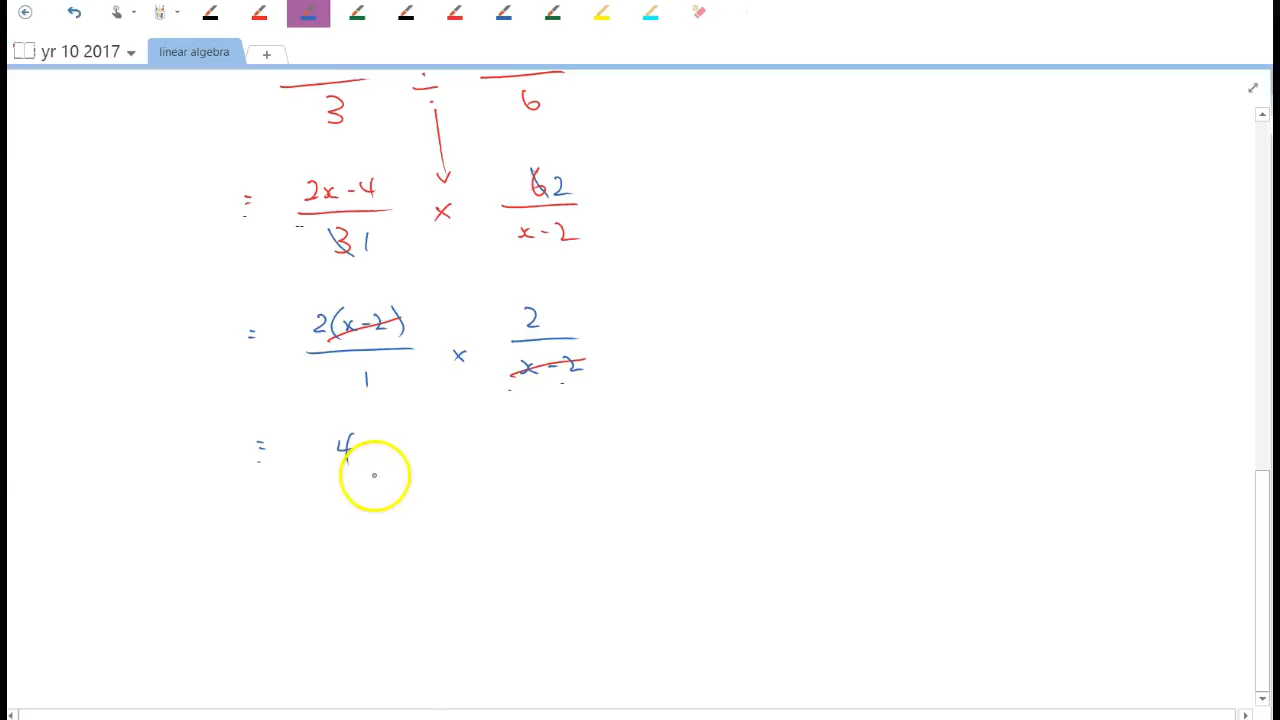 yr 10 2017 linear algebra +
3 ÷ 6
= 2x-4 × 6 2
3 1 x-2
= 2(x-2) × 2
1 x-2
= 4